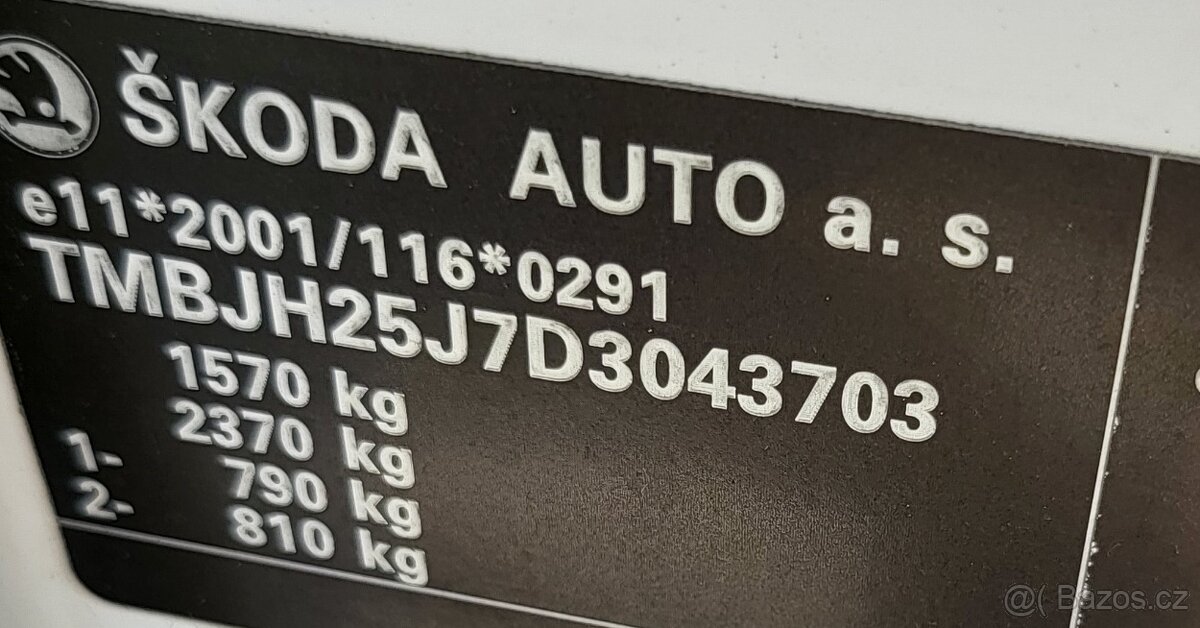 ŠKODA AUTO a. s.
e11*2001/116*0291
TMBJH25J7D3043703
1570 kg
2370 kg
1- 790 kg
2- 810 kg
@( Bazos.cz